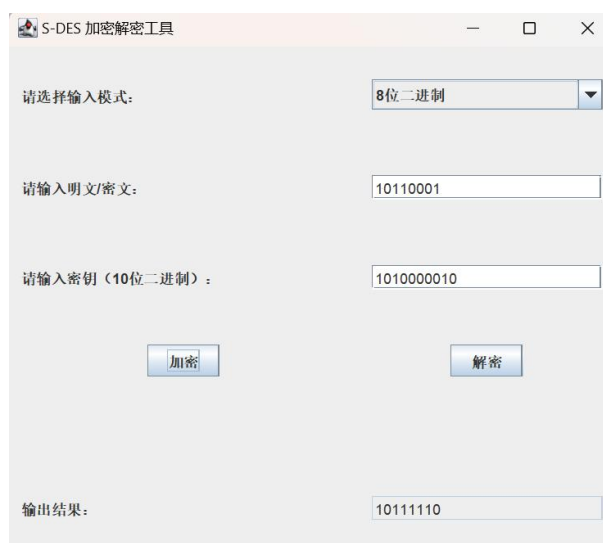 S-DES 加密解密工具
请选择输入模式: 8位二进制
请输入明文/密文: 10110001
请输入密钥（10位二进制）: 1010000010
加密 解密
输出结果: 10111110